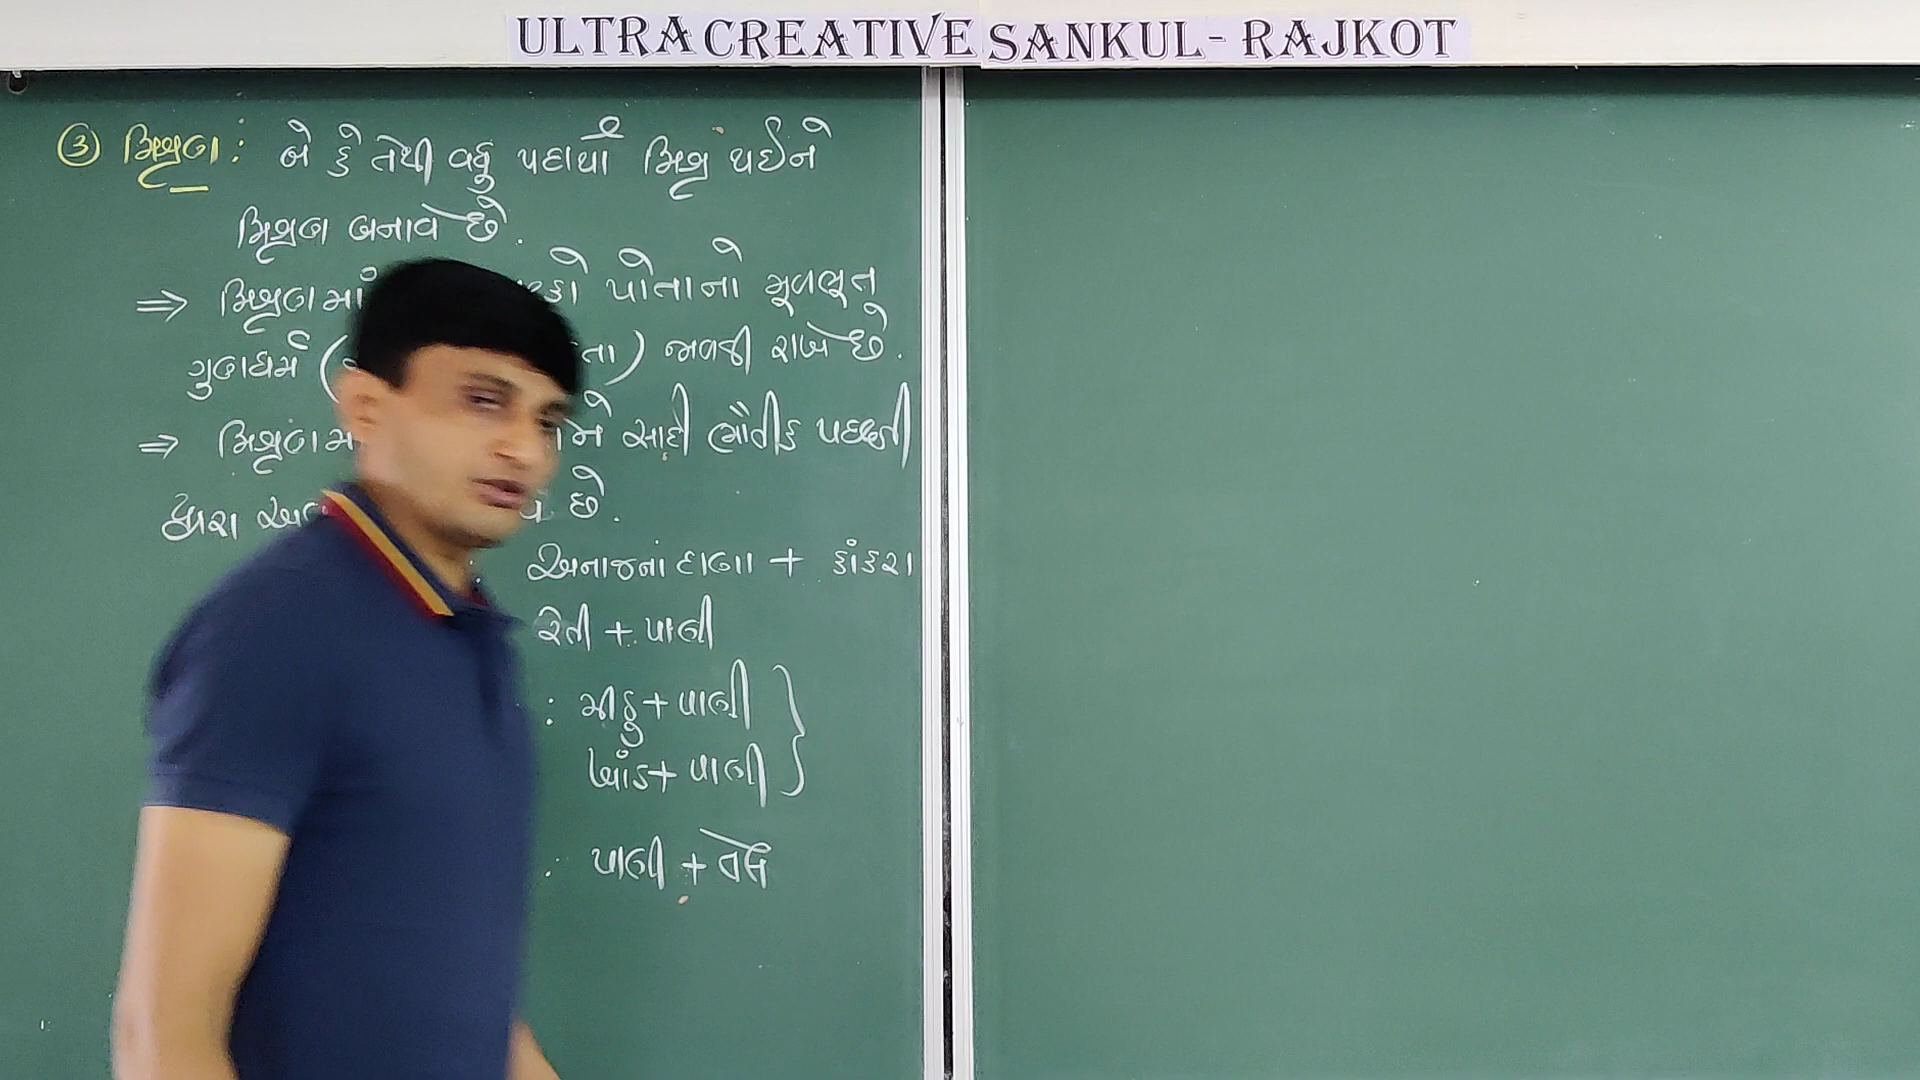 ULTRA CREATIVE SANKUL - RAJKOT
③ મિશ્રણ : બે કે તેથી વધુ પદાર્થો મિશ્ર થઈને
મિશ્રણ બનાવે છે.
⇒ મિશ્રણમાં પોતાનો મૂળભૂત
ગુણધર્મ ( તા) જાળવી રાખે છે.
⇒ મિશ્રણમાં સાદી ભૌતીક પદ્ધતી
દ્વારા છે.
અનાજનાં દાણા + કાંકરા
રેતી + પાણી
: મીઠુ + પાણી
ખાંડ + પાણી }
: પાણી + તેલ